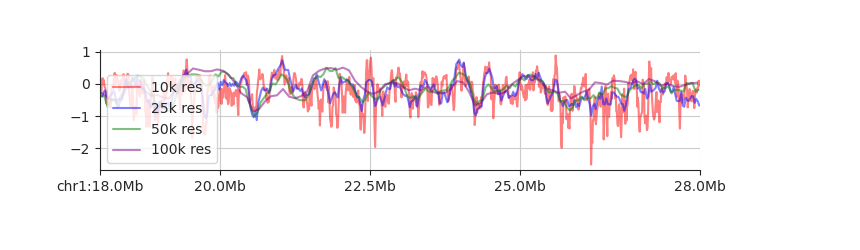 1
0
−1
−2
10k res
25k res
50k res
100k res
chr1:18.0Mb 20.0Mb 22.5Mb 25.0Mb 28.0Mb